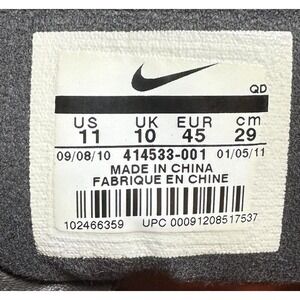 QD
US UK EUR cm
11 10 45 29
09/08/10 414533-001 01/05/11
MADE IN CHINA
FABRIQUE EN CHINE
102466359 UPC 00091208517537